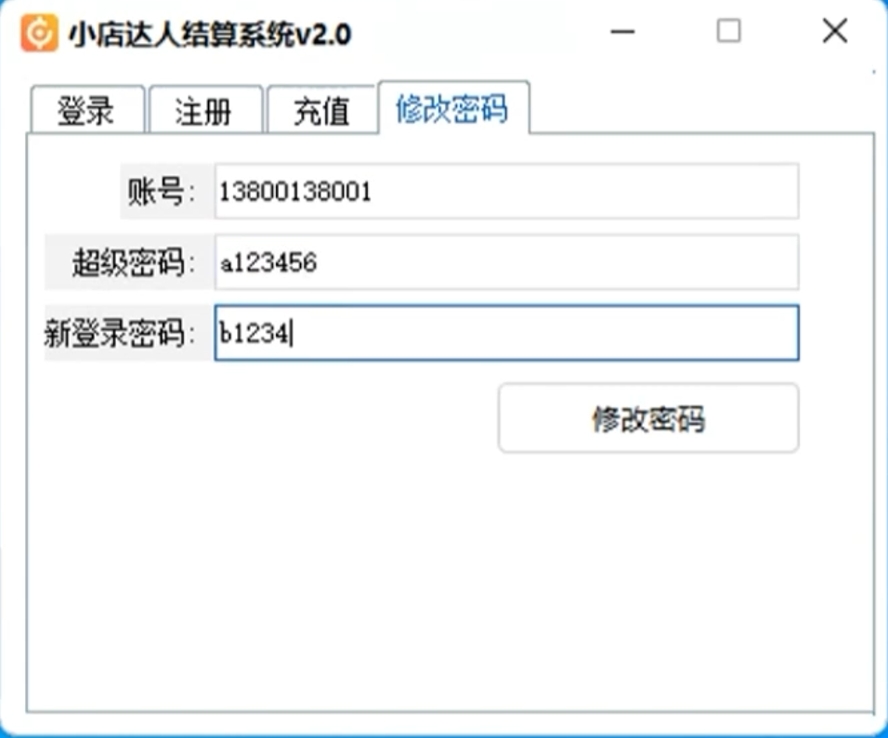 小店达人结算系统v2.0
登录 注册 充值 修改密码
账号: 13800138001
超级密码: a123456
新登录密码: b1234
修改密码